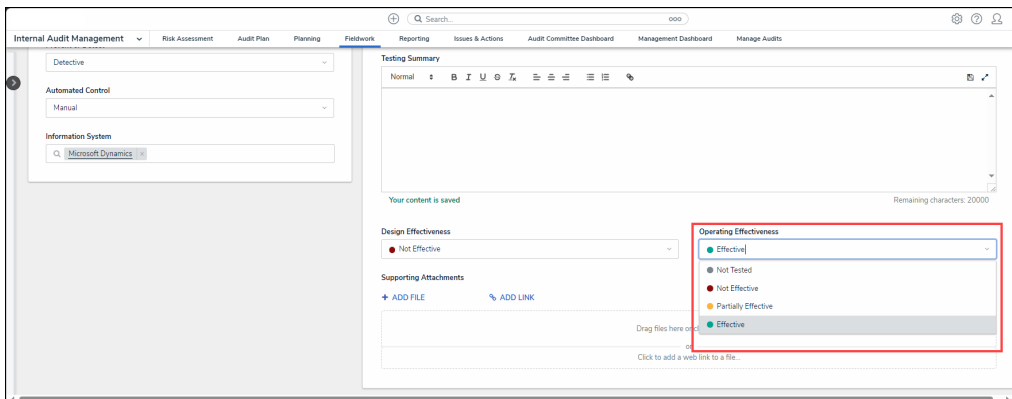 Search...
ooo
Internal Audit Management
Risk Assessment
Audit Plan
Planning
Fieldwork
Reporting
Issues & Actions
Audit Committee Dashboard
Management Dashboard
Manage Audits
Detective
Automated Control
Manual
Information System
Microsoft Dynamics ×
Testing Summary
Normal
B I U
Your content is saved
Remaining characters: 20000
Design Effectiveness
Not Effective
Operating Effectiveness
Effective
Not Tested
Not Effective
Partially Effective
Effective
Supporting Attachments
+ ADD FILE
ADD LINK
Drag files here or
or
Click to add a web link to a file...